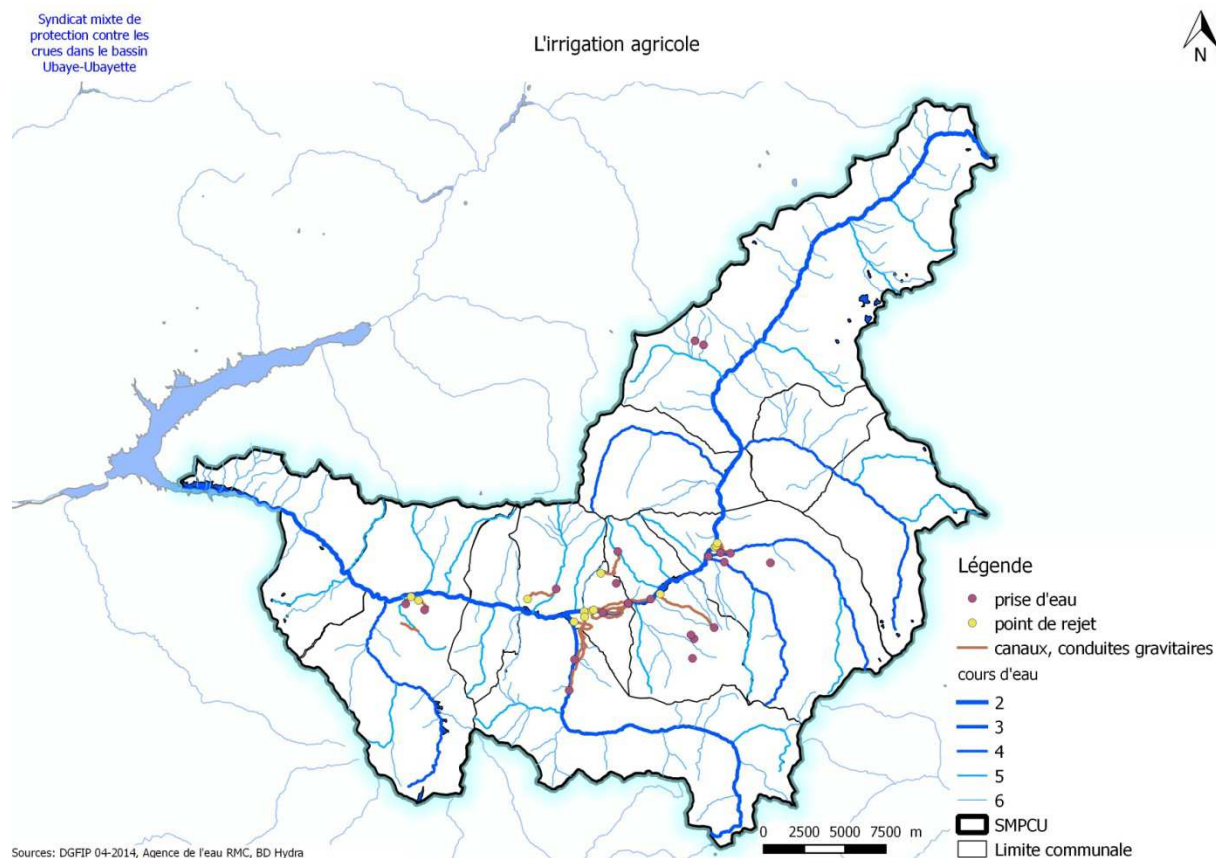 Syndicat mixte de
protection contre les
crues dans le bassin
Ubaye-Ubayette
L'irrigation agricole
N
Légende
prise d'eau
point de rejet
canaux, conduites gravitaires
cours d'eau
2
3
4
5
6
SMPCU
Limite communale
0 2500 5000 7500 m
Sources: DGFIP 04-2014, Agence de l'eau RMC, BD Hydra